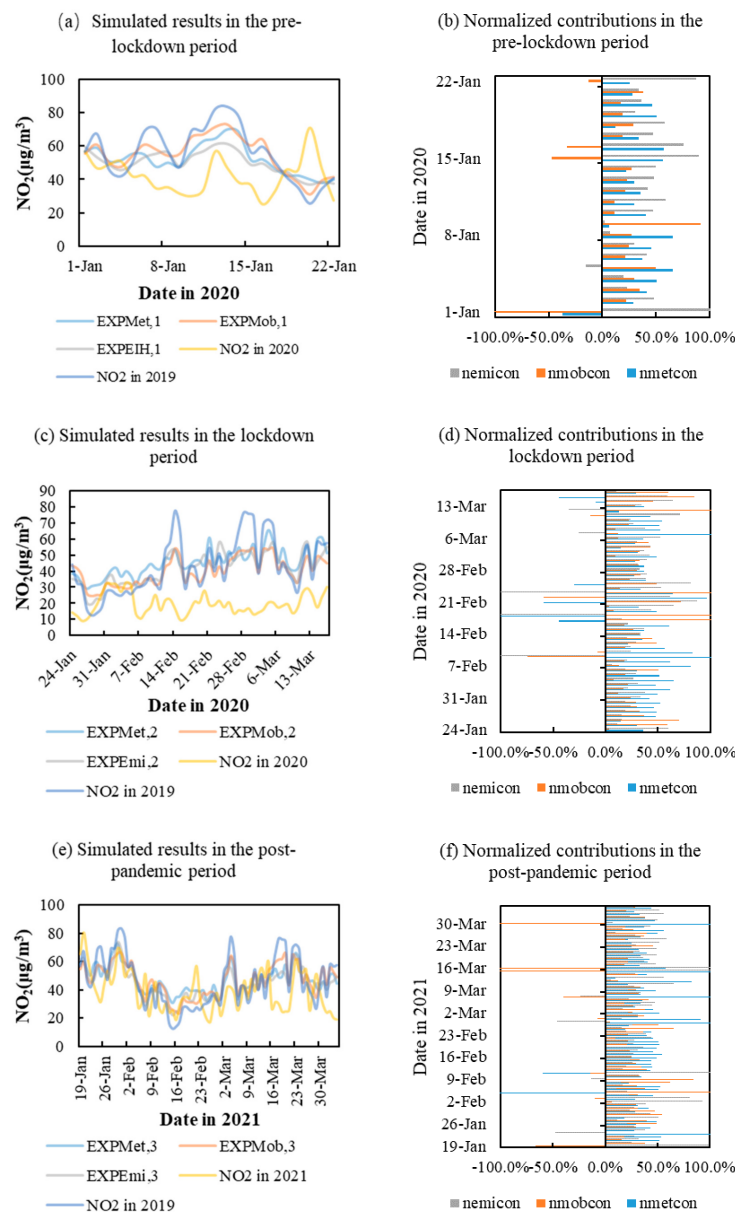 (a) Simulated results in the pre-
lockdown period
NO2(μg/m3)
100
80
60
40
20
0
1-Jan 8-Jan 15-Jan 22-Jan
Date in 2020
EXPMet,1 EXPMob,1
EXPEIH,1 NO2 in 2020
NO2 in 2019
(b) Normalized contributions in the
pre-lockdown period
Date in 2020
22-Jan
15-Jan
8-Jan
1-Jan
-100.0% -50.0% 0.0% 50.0% 100.0%
nemicon nmobcon nmetcon
(c) Simulated results in the lockdown
period
NO2(μg/m3)
90
80
70
60
50
40
30
20
10
0
24-Jan 31-Jan 7-Feb 14-Feb 21-Feb 28-Feb 6-Mar 13-Mar
Date in 2020
EXPMet,2 EXPMob,2
EXPEmi,2 NO2 in 2020
NO2 in 2019
(d) Normalized contributions in the
lockdown period
Date in 2020
13-Mar
6-Mar
28-Feb
21-Feb
14-Feb
7-Feb
31-Jan
24-Jan
-100.0% -50.0% 0.0% 50.0% 100.0%
nemicon nmobcon nmetcon
(e) Simulated results in the post-
pandemic period
NO2(μg/m3)
100
80
60
40
20
0
19-Jan 26-Jan 2-Feb 9-Feb 16-Feb 23-Feb 2-Mar 9-Mar 16-Mar 23-Mar 30-Mar
Date in 2021
EXPMet,3 EXPMob,3
EXPEmi,3 NO2 in 2021
NO2 in 2019
(f) Normalized contributions in the
post-pandemic period
Date in 2021
30-Mar
23-Mar
16-Mar
9-Mar
2-Mar
23-Feb
16-Feb
9-Feb
2-Feb
26-Jan
19-Jan
-100.0% -50.0% 0.0% 50.0% 100.0%
nemicon nmobcon nmetcon